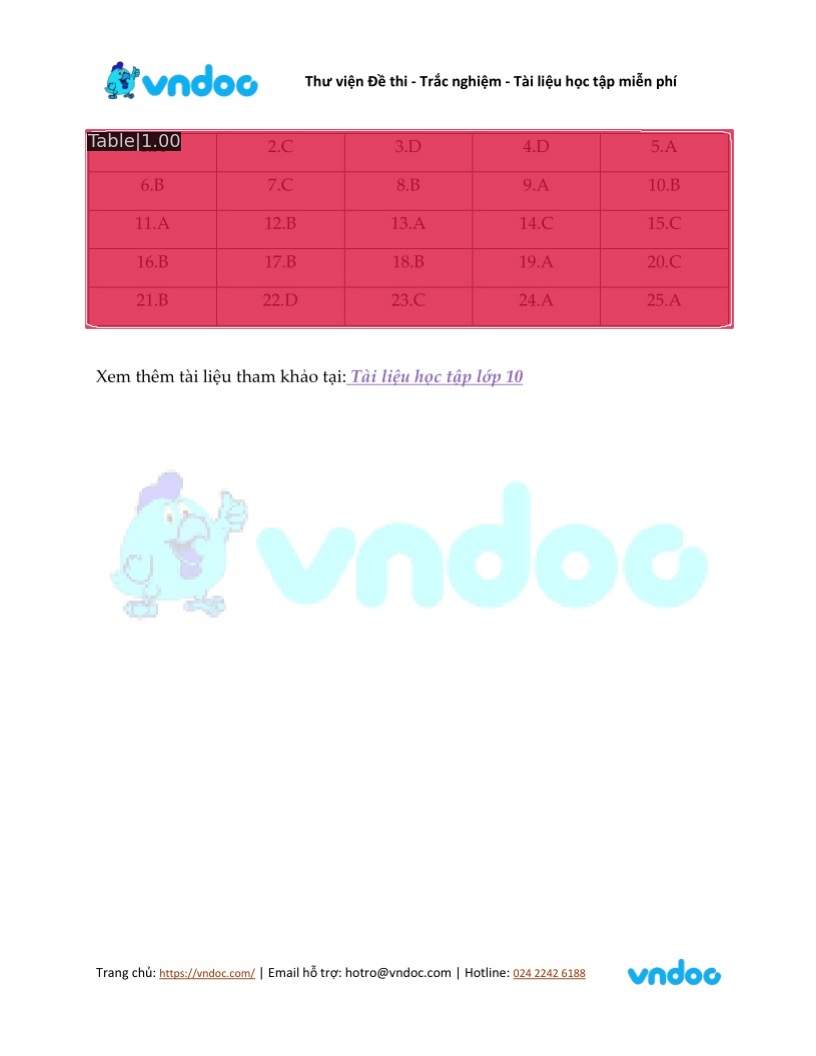 vndoc
Thư viện Đề thi - Trắc nghiệm - Tài liệu học tập miễn phí
Table|1.00
2.C 3.D 4.D 5.A
6.B 7.C 8.B 9.A 10.B
11.A 12.B 13.A 14.C 15.C
16.B 17.B 18.B 19.A 20.C
21.B 22.D 23.C 24.A 25.A
Xem thêm tài liệu tham khảo tại: Tài liệu học tập lớp 10
vndoc
Trang chủ: https://vndoc.com/ | Email hỗ trợ: hotro@vndoc.com | Hotline: 024 2242 6188
vndoc